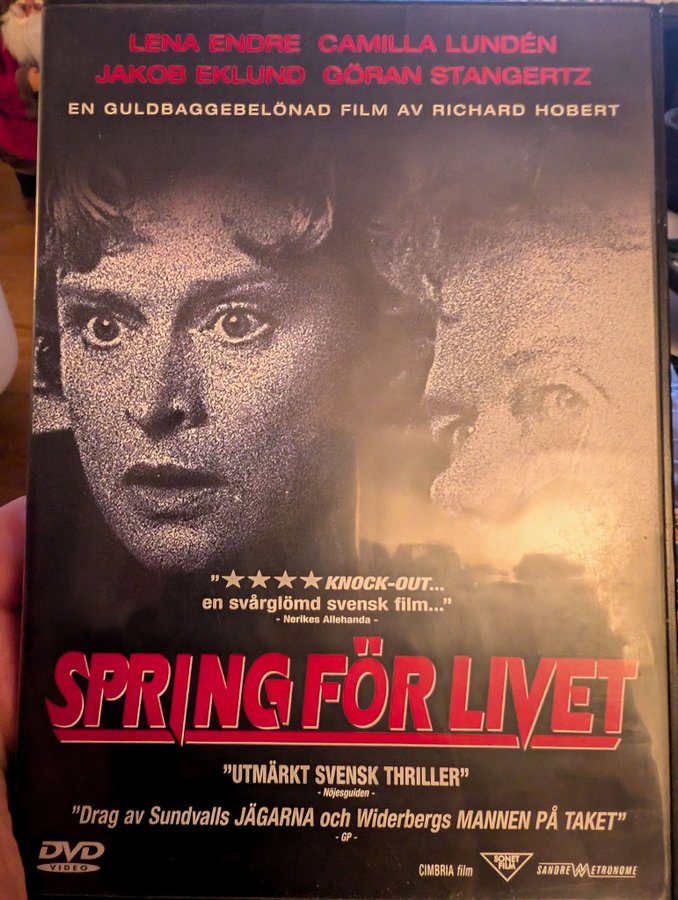 LENA ENDRE CAMILLA LUNDÉN
JAKOB EKLUND GÖRAN STANGERTZ
EN GULDBAGGEBELÖNAD FILM AV RICHARD HOBERT
"★★★★KNOCK-OUT...
en svårglömd svensk film..."
- Nerikes Allehanda -
SPRING FÖR LIVET
"UTMÄRKT SVENSK THRILLER"
- Nöjesguiden -
"Drag av Sundvalls JÄGARNA och Widerbergs MANNEN PÅ TAKET"
- GP -
DVD
VIDEO
CIMBRIA film
SONET
FILM
SANDREW METRONOME